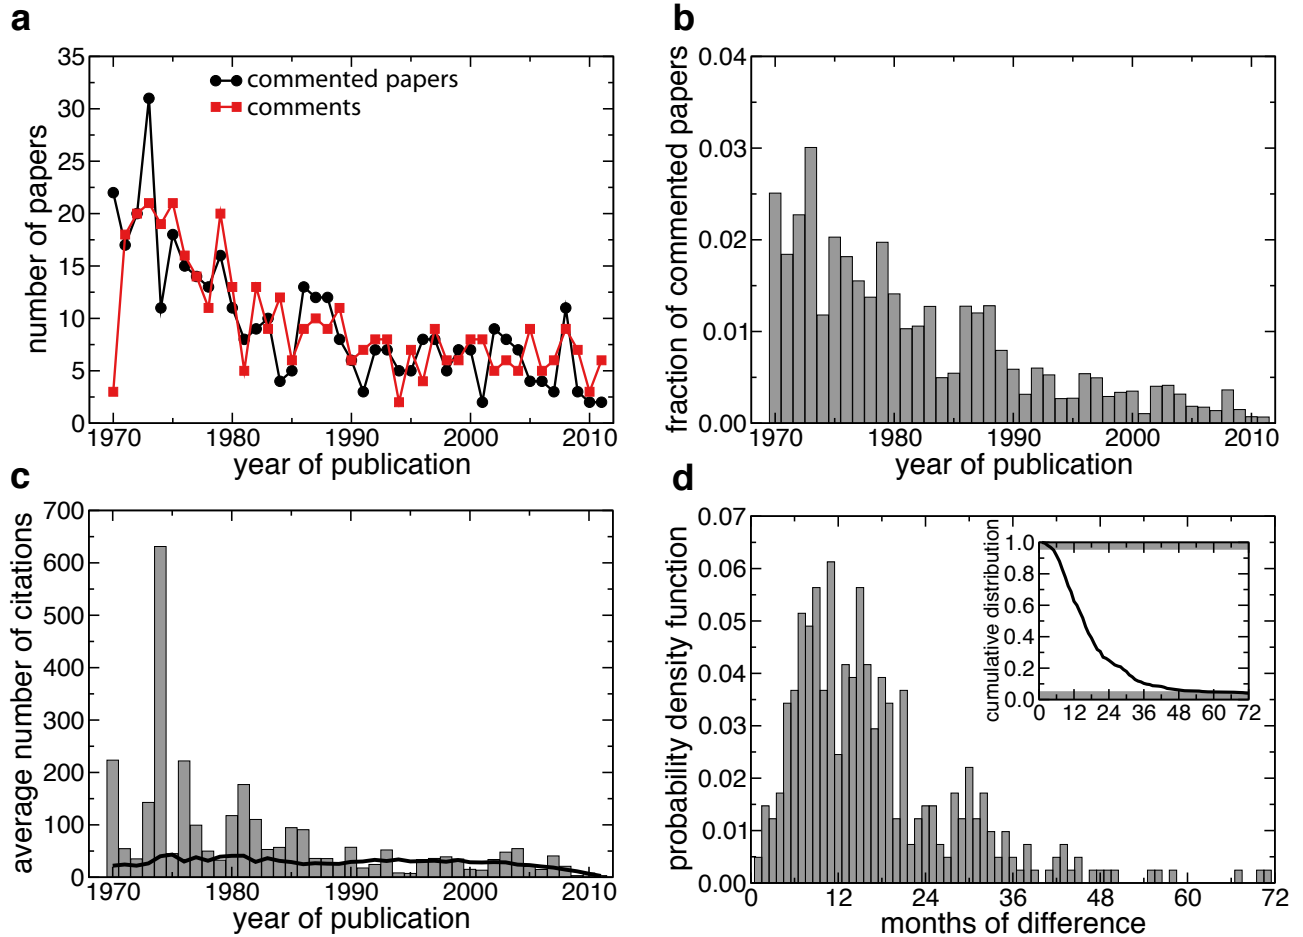 a
35
30
25
20
15
10
5
0
number of papers
commented papers
comments
1970 1980 1990 2000 2010
year of publication
b
0.04
0.03
0.02
0.01
0.00
fraction of commented papers
1970 1980 1990 2000 2010
year of publication
c
700
600
500
400
300
200
100
0
average number of citations
1970 1980 1990 2000 2010
year of publication
d
0.07
0.06
0.05
0.04
0.03
0.02
0.01
0.00
probability density function
0 12 24 36 48 60 72
months of difference
1.0
0.8
0.6
0.4
0.2
0.0
cumulative distribution
0 12 24 36 48 60 72